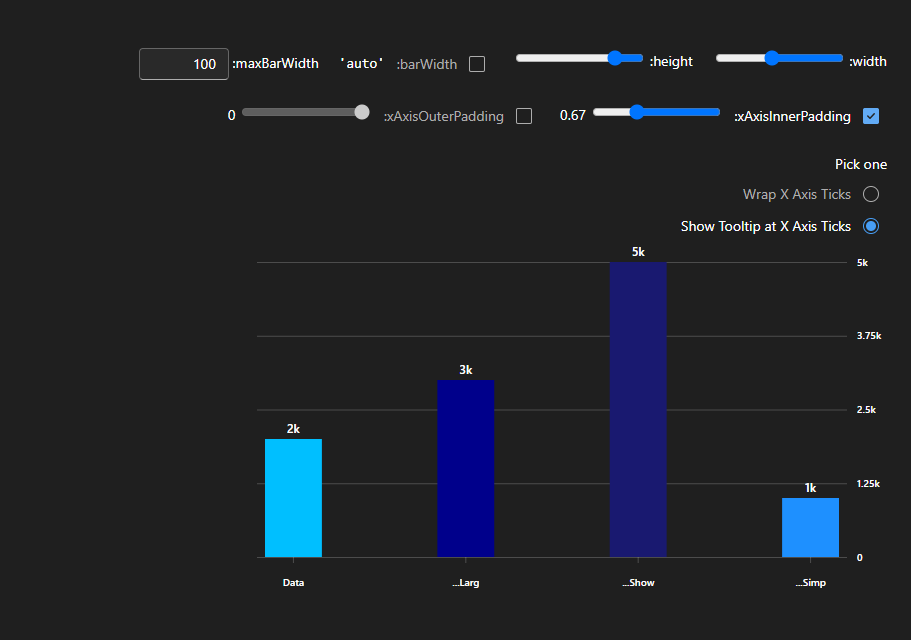 width:
height:
barWidth:
'auto'
maxBarWidth:
100
xAxisInnerPadding:
0.67
xAxisOuterPadding:
0
Pick one
Wrap X Axis Ticks
Show Tooltip at X Axis Ticks
5k
5k
3.75k
3k
2.5k
2k
1.25k
1k
0
Simp...
Show...
Larg...
Data